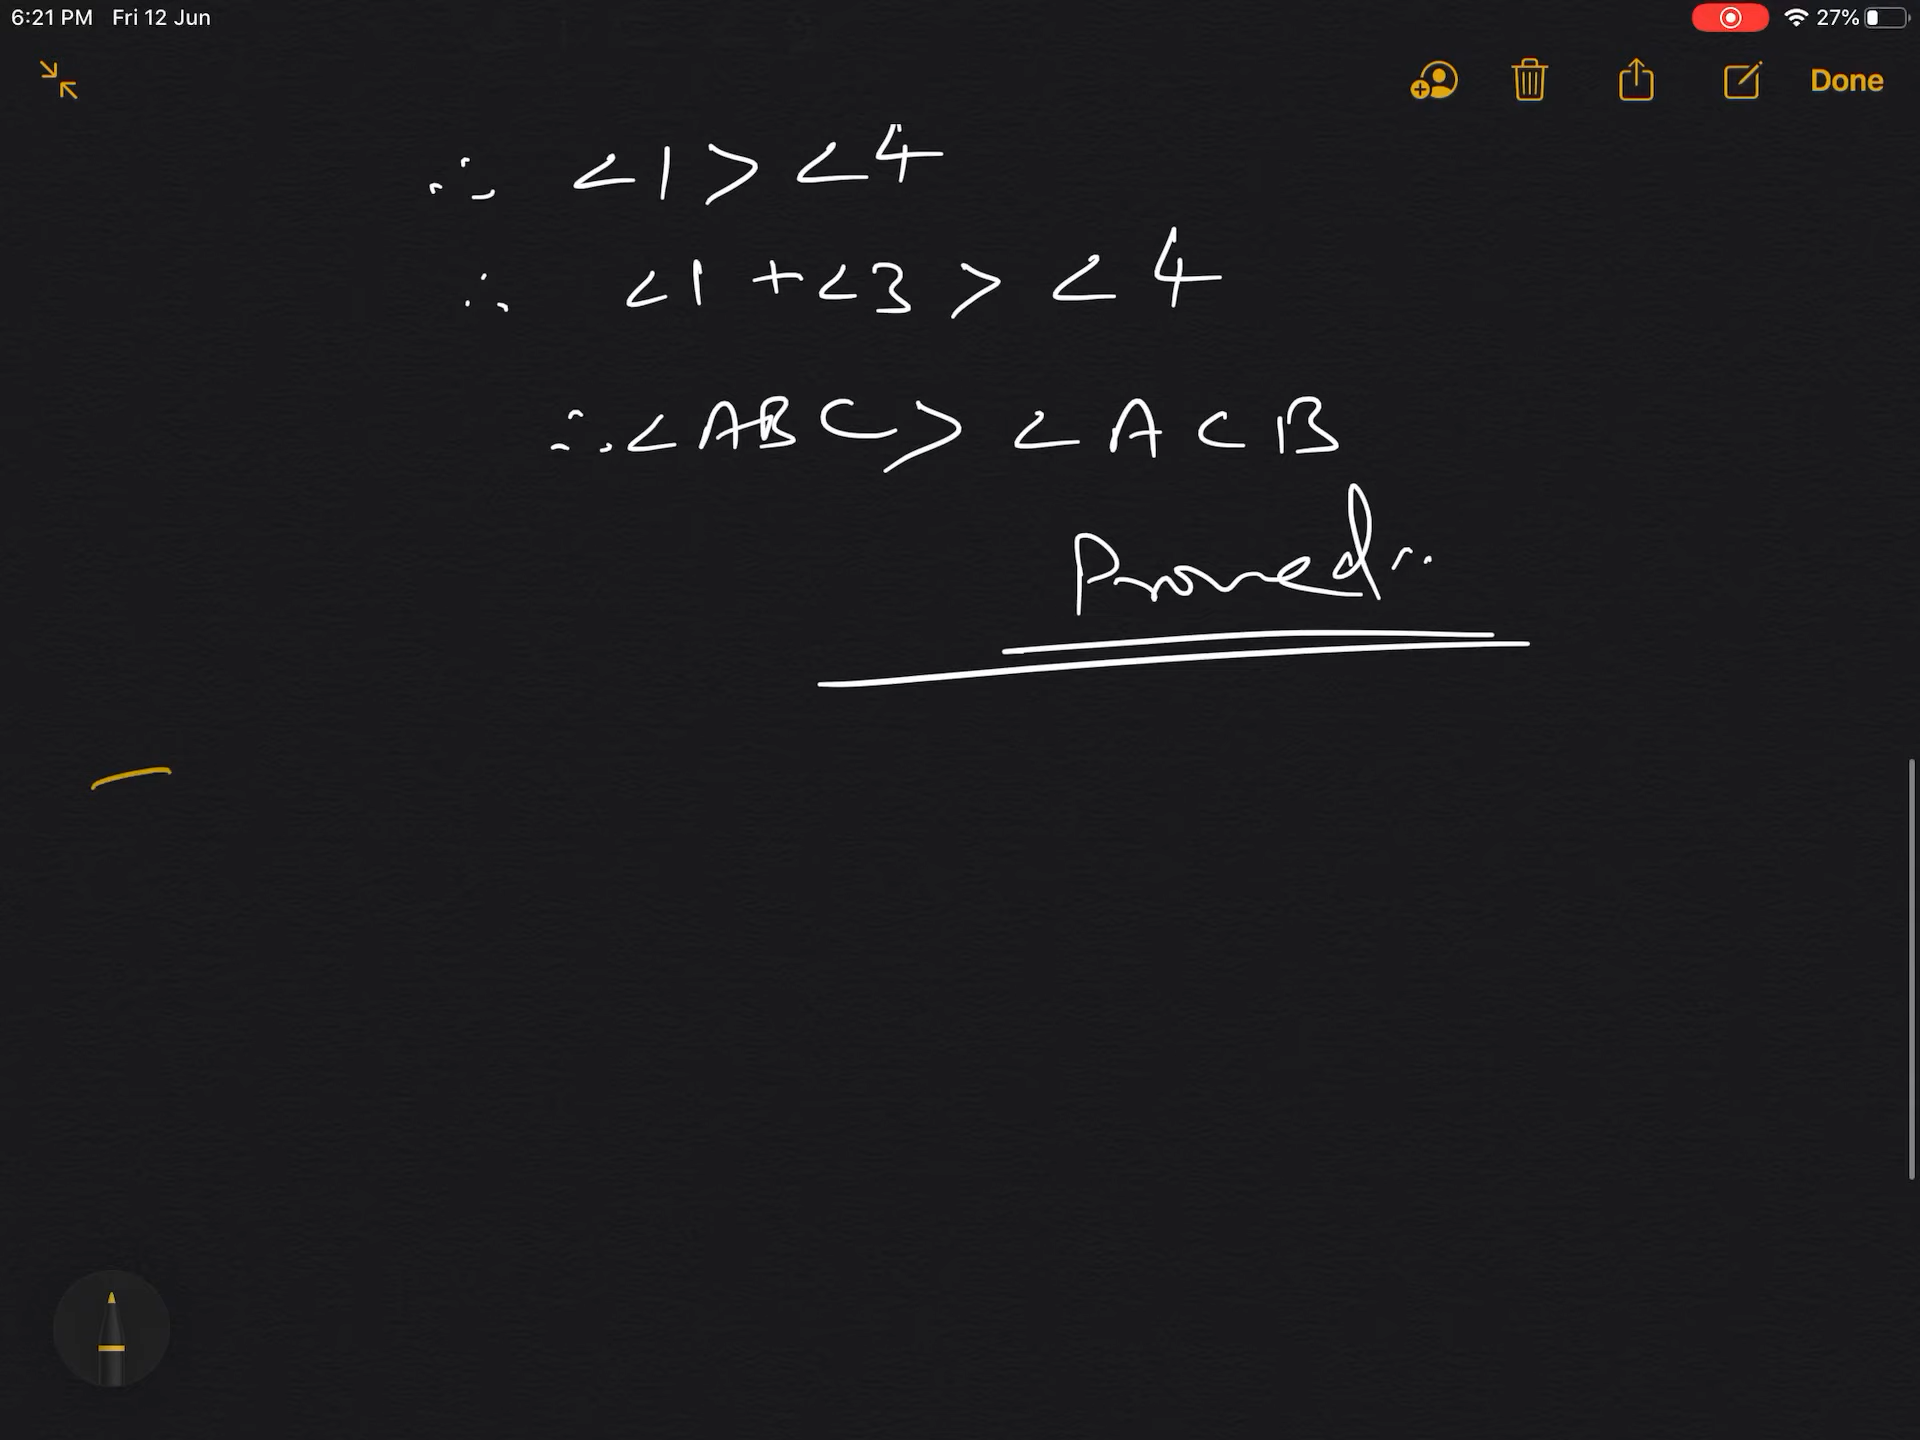 6:21 PM Fri 12 Jun 27%
Done
∴ <1 > <4
∴ <1 + <3 > <4
∴ <ABC > <ACB
Proved